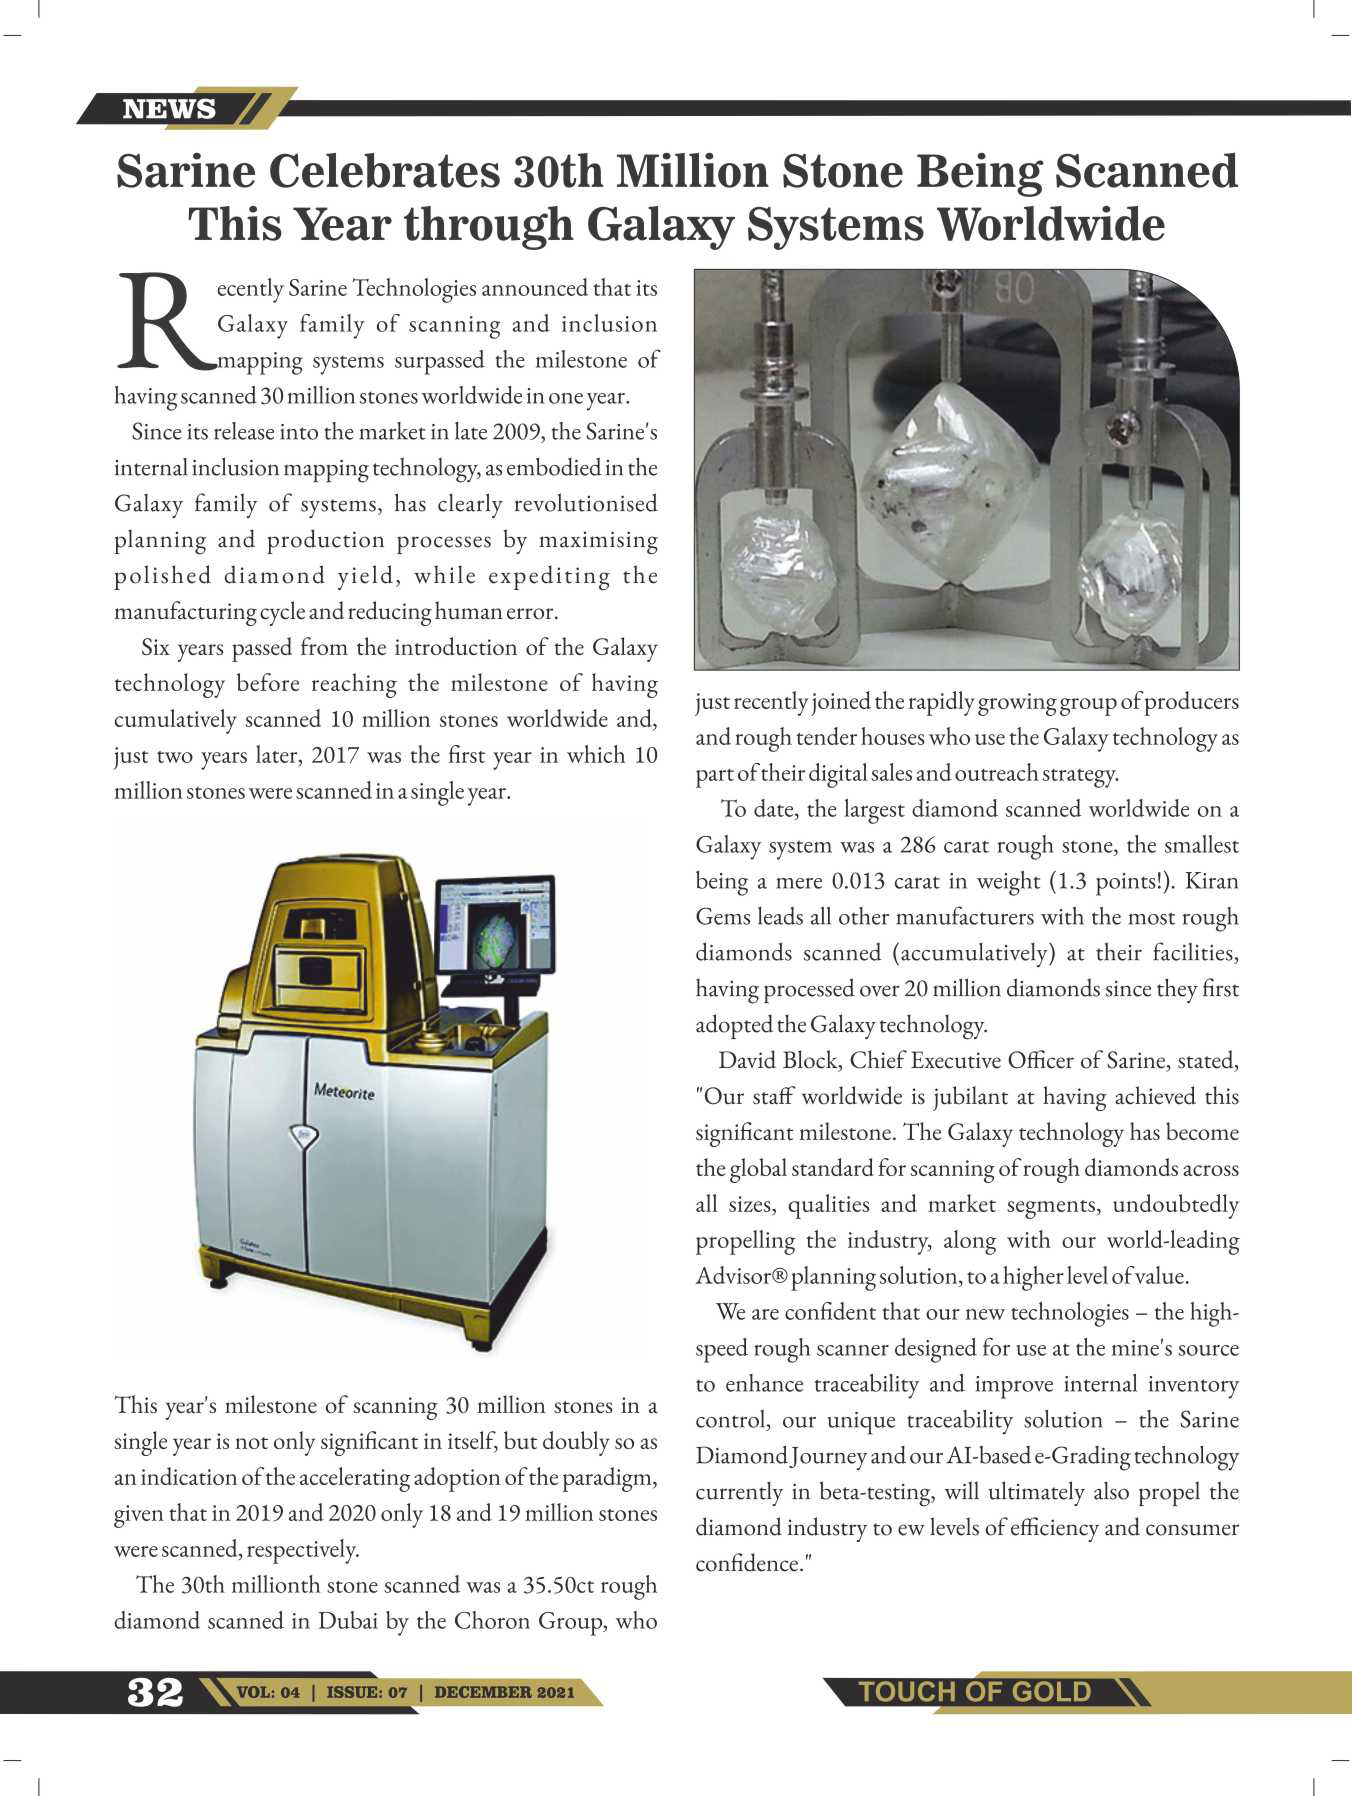 NEWS
Sarine Celebrates 30th Million Stone Being Scanned
This Year through Galaxy Systems Worldwide
Recently Sarine Technologies announced that its
Galaxy family of scanning and inclusion
mapping systems surpassed the milestone of
having scanned 30 million stones worldwide in one year.
Since its release into the market in late 2009, the Sarine's
internal inclusion mapping technology, as embodied in the
Galaxy family of systems, has clearly revolutionised
planning and production processes by maximising
polished diamond yield, while expediting the
manufacturing cycle and reducing human error.
Six years passed from the introduction of the Galaxy
technology before reaching the milestone of having
cumulatively scanned 10 million stones worldwide and,
just two years later, 2017 was the first year in which 10
million stones were scanned in a single year.
Meteorite
This year's milestone of scanning 30 million stones in a
single year is not only significant in itself, but doubly so as
an indication of the accelerating adoption of the paradigm,
given that in 2019 and 2020 only 18 and 19 million stones
were scanned, respectively.
The 30th millionth stone scanned was a 35.50ct rough
diamond scanned in Dubai by the Choron Group, who
OB
just recently joined the rapidly growing group of producers
and rough tender houses who use the Galaxy technology as
part of their digital sales and outreach strategy.
To date, the largest diamond scanned worldwide on a
Galaxy system was a 286 carat rough stone, the smallest
being a mere 0.013 carat in weight (1.3 points!). Kiran
Gems leads all other manufacturers with the most rough
diamonds scanned (accumulatively) at their facilities,
having processed over 20 million diamonds since they first
adopted the Galaxy technology.
David Block, Chief Executive Officer of Sarine, stated,
"Our staff worldwide is jubilant at having achieved this
significant milestone. The Galaxy technology has become
the global standard for scanning of rough diamonds across
all sizes, qualities and market segments, undoubtedly
propelling the industry, along with our world-leading
Advisor® planning solution, to a higher level of value.
We are confident that our new technologies – the high-
speed rough scanner designed for use at the mine's source
to enhance traceability and improve internal inventory
control, our unique traceability solution – the Sarine
Diamond Journey and our AI-based e-Grading technology
currently in beta-testing, will ultimately also propel the
diamond industry to ew levels of efficiency and consumer
confidence."
32
VOL: 04 | ISSUE: 07 | DECEMBER 2021
TOUCH OF GOLD